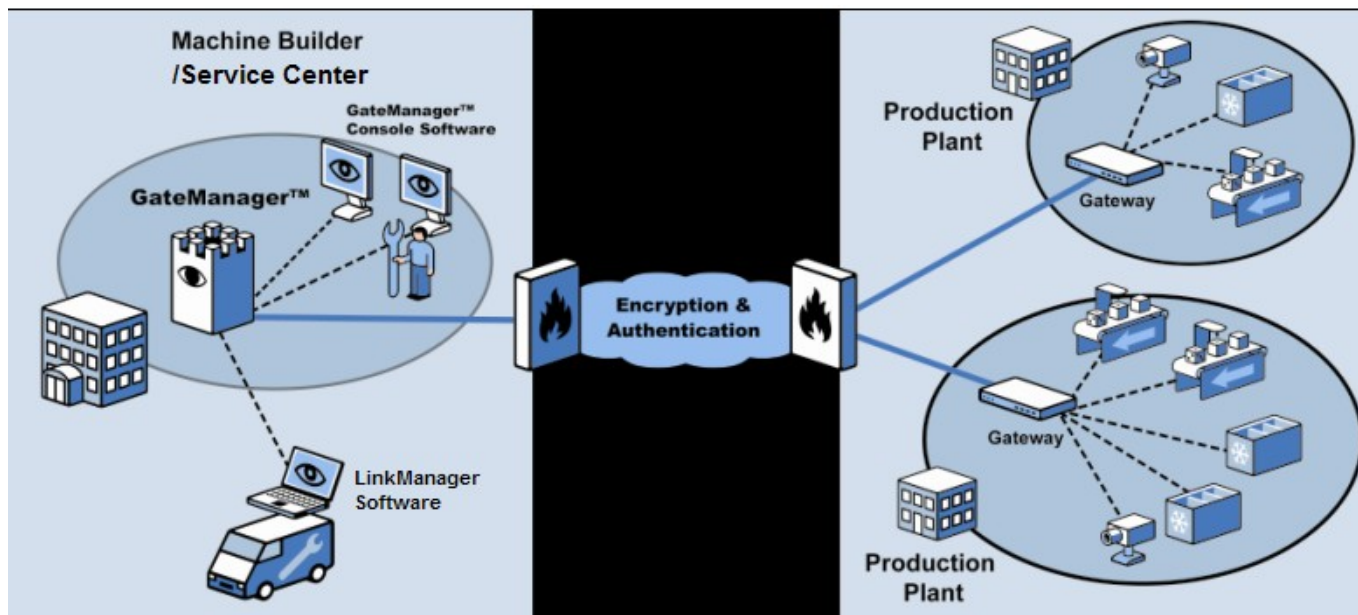 Machine Builder
/Service Center
GateManager™
Console Software
GateManager™
LinkManager
Software
Encryption &
Authentication
Production
Plant
Gateway
Gateway
Production
Plant